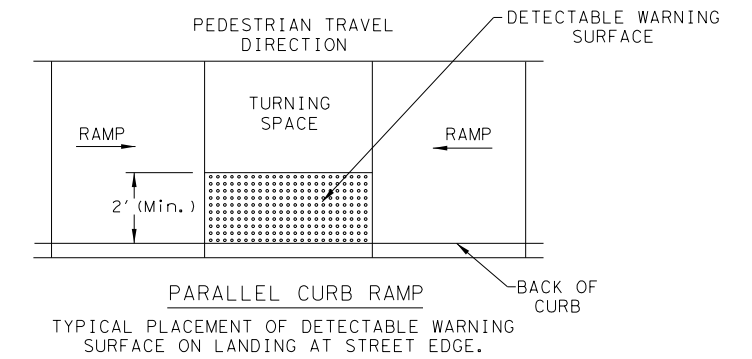 PEDESTRIAN TRAVEL
DIRECTION
DETECTABLE WARNING
SURFACE
TURNING
SPACE
RAMP
RAMP
2' (Min.)
BACK OF
CURB
PARALLEL CURB RAMP
TYPICAL PLACEMENT OF DETECTABLE WARNING
SURFACE ON LANDING AT STREET EDGE.